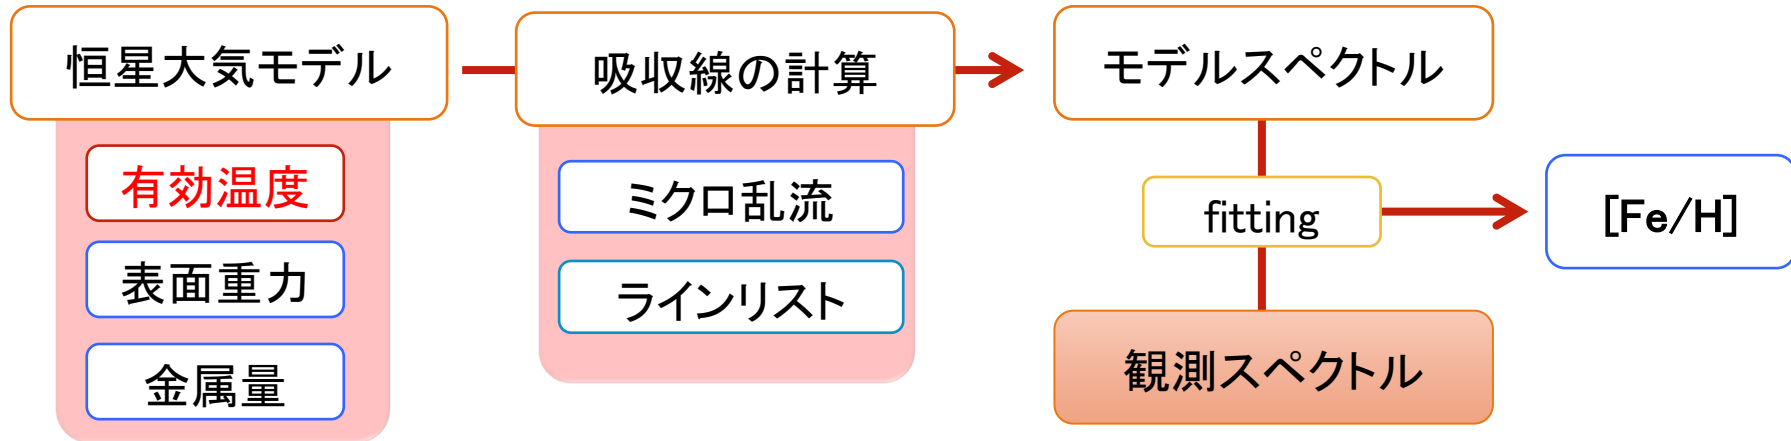 恒星大気モデル
有効温度
表面重力
金属量
吸収線の計算
ミクロ乱流
ラインリスト
モデルスペクトル
fitting
観測スペクトル
[Fe/H]